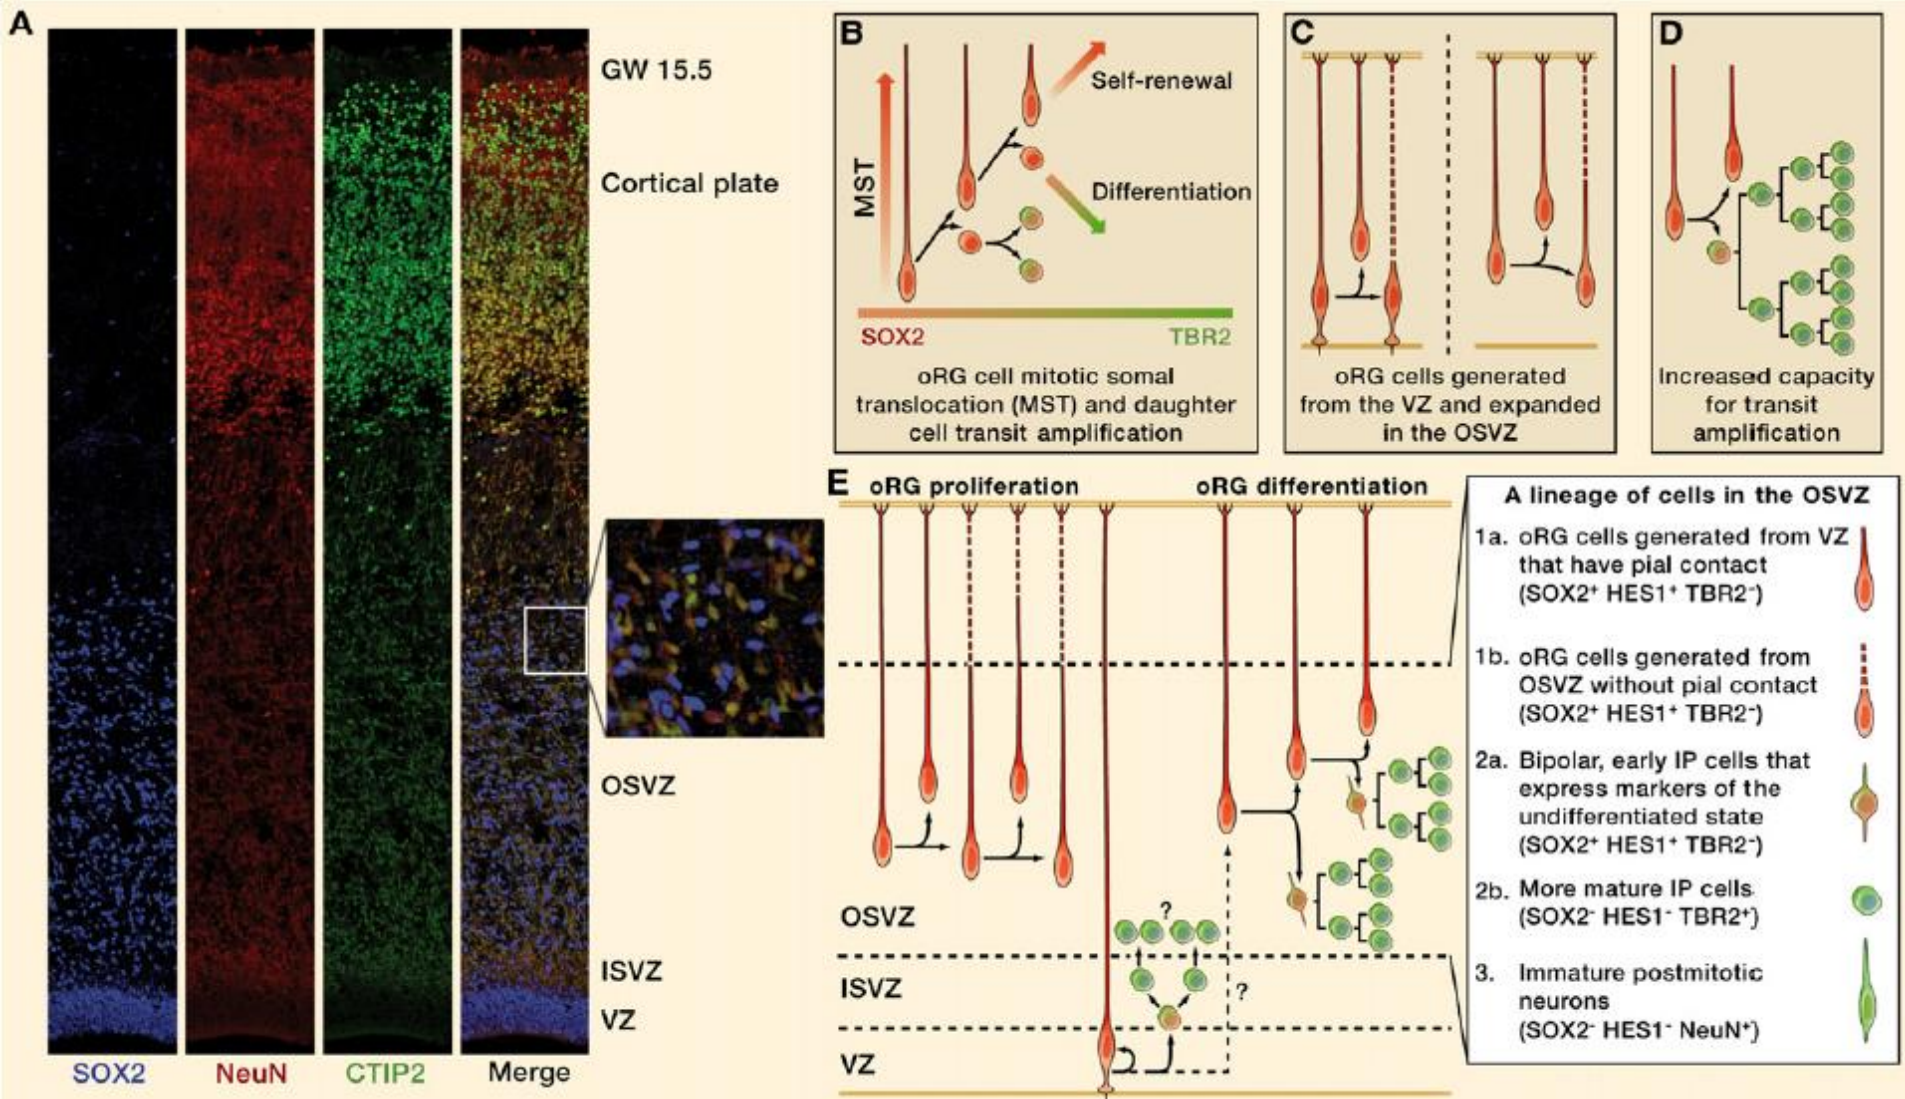 A
GW 15.5
Cortical plate
OSVZ
ISVZ
VZ
SOX2
NeuN
CTIP2
Merge
B
MST
Self-renewal
Differentiation
SOX2
TBR2
oRG cell mitotic somal
translocation (MST) and daughter
cell transit amplification
C
oRG cells generated
from the VZ and expanded
in the OSVZ
D
Increased capacity
for transit
amplification
E
oRG proliferation
oRG differentiation
OSVZ
?
ISVZ
?
VZ
A lineage of cells in the OSVZ
1a. oRG cells generated from VZ
that have pial contact
(SOX2⁺ HES1⁺ TBR2⁻)
1b. oRG cells generated from
OSVZ without pial contact
(SOX2⁺ HES1⁺ TBR2⁻)
2a. Bipolar, early IP cells that
express markers of the
undifferentiated state
(SOX2⁺ HES1⁺ TBR2⁻)
2b. More mature IP cells
(SOX2⁻ HES1⁻ TBR2⁺)
3. Immature postmitotic
neurons
(SOX2⁻ HES1⁻ NeuN⁺)